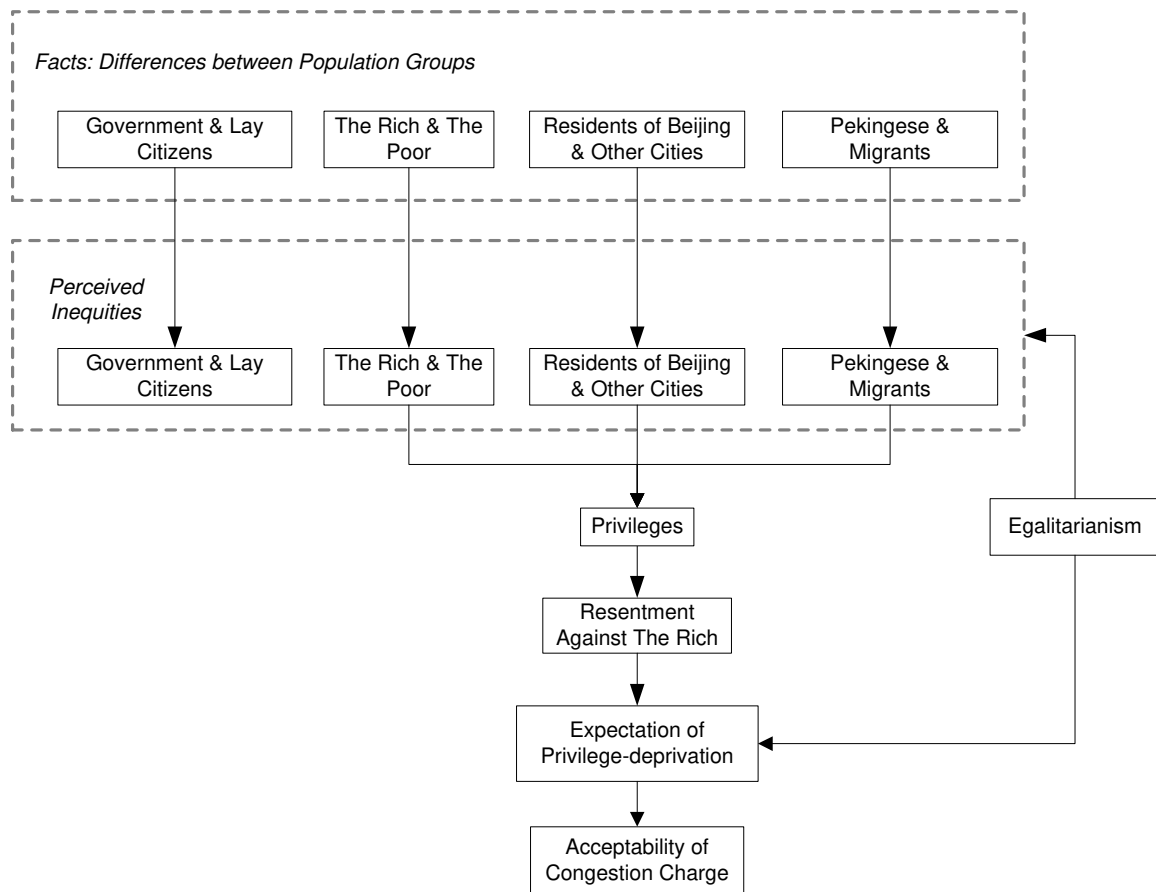 Facts: Differences between Population Groups
Government & Lay
Citizens
The Rich & The
Poor
Residents of Beijing
& Other Cities
Pekingese &
Migrants
Perceived
Inequities
Government & Lay
Citizens
The Rich & The
Poor
Residents of Beijing
& Other Cities
Pekingese &
Migrants
Privileges
Egalitarianism
Resentment
Against The Rich
Expectation of
Privilege-deprivation
Acceptability of
Congestion Charge